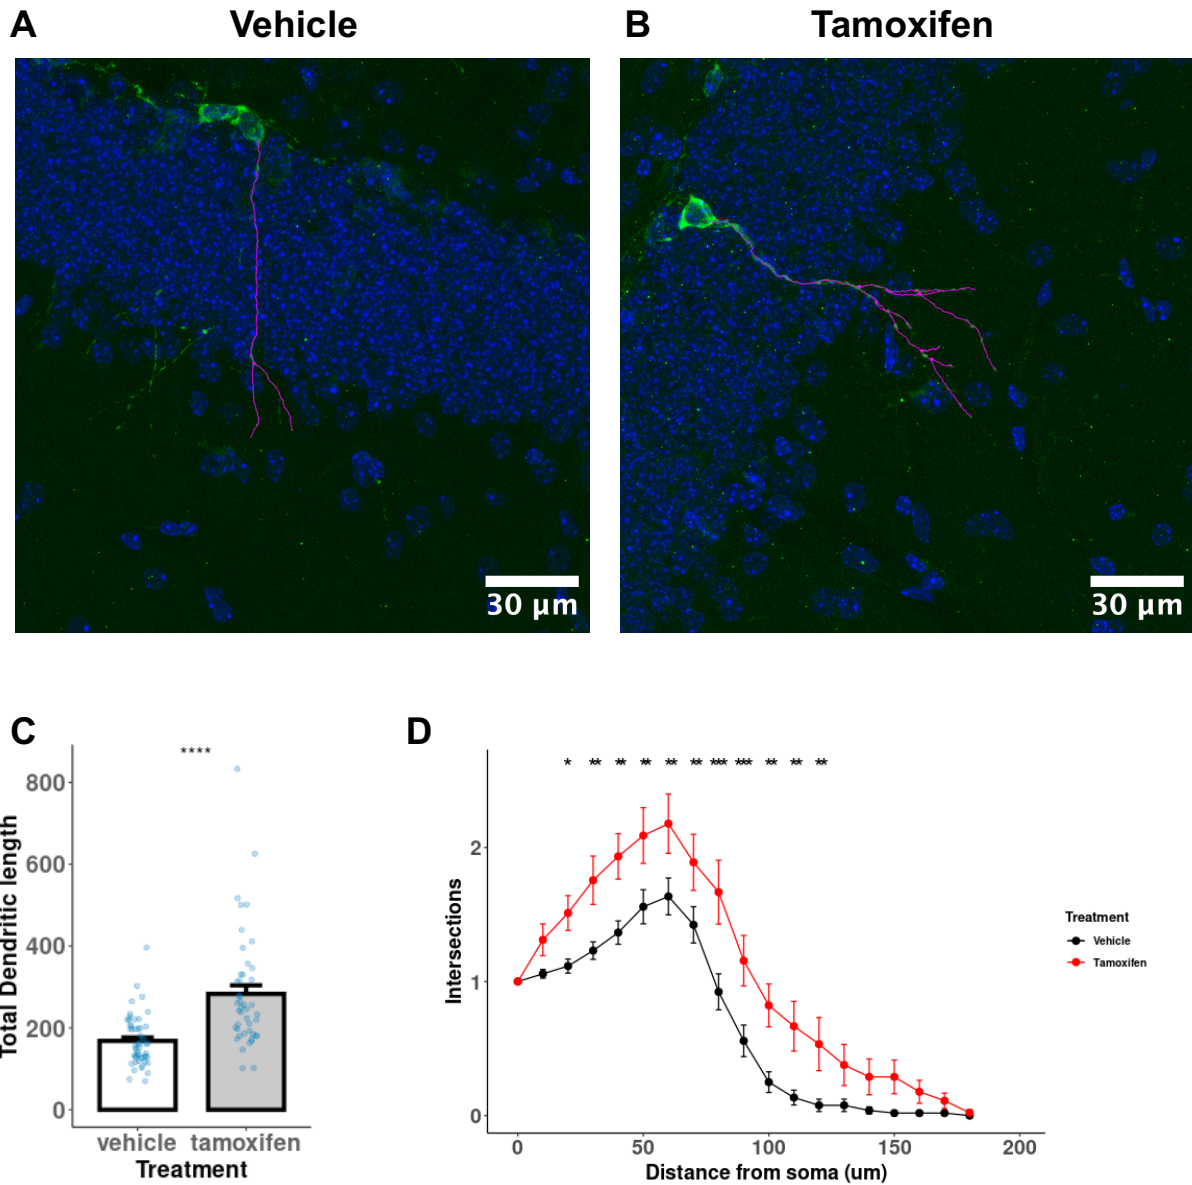 A
Vehicle
B
Tamoxifen
30 µm
30 µm
C
****
800
600
400
200
0
Total Dendritic length
vehicle
tamoxifen
Treatment
D
* ** ** ** ** ** *** *** ** ** **
2
1
0
Intersections
0
50
100
150
200
Distance from soma (um)
Treatment
Vehicle
Tamoxifen